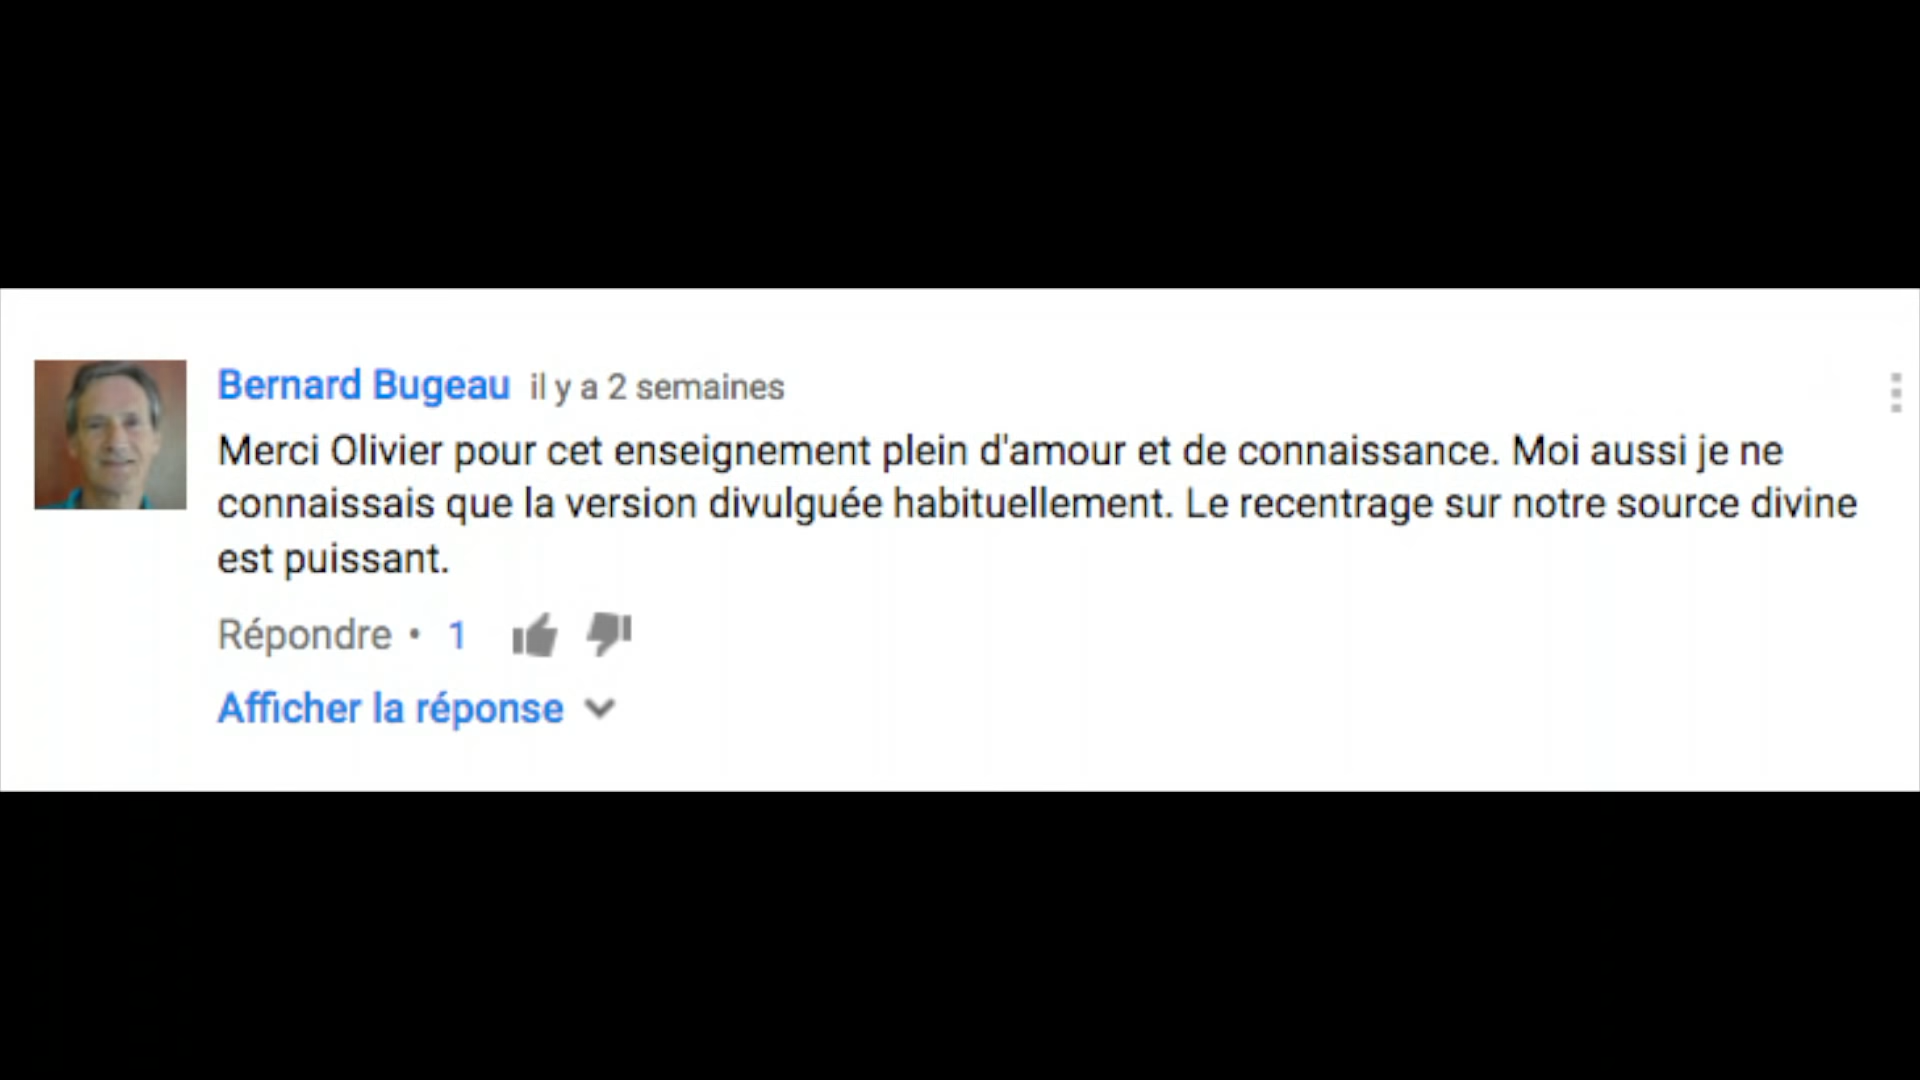 Bernard Bugeau il y a 2 semaines
Merci Olivier pour cet enseignement plein d'amour et de connaissance. Moi aussi je ne
connaissais que la version divulguée habituellement. Le recentrage sur notre source divine
est puissant.
Répondre • 1
Afficher la réponse